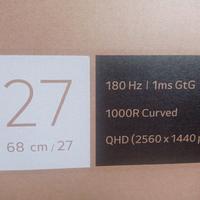 27
68 cm / 27
180 Hz | 1ms GtG
1000R Curved
QHD (2560 x 1440 p